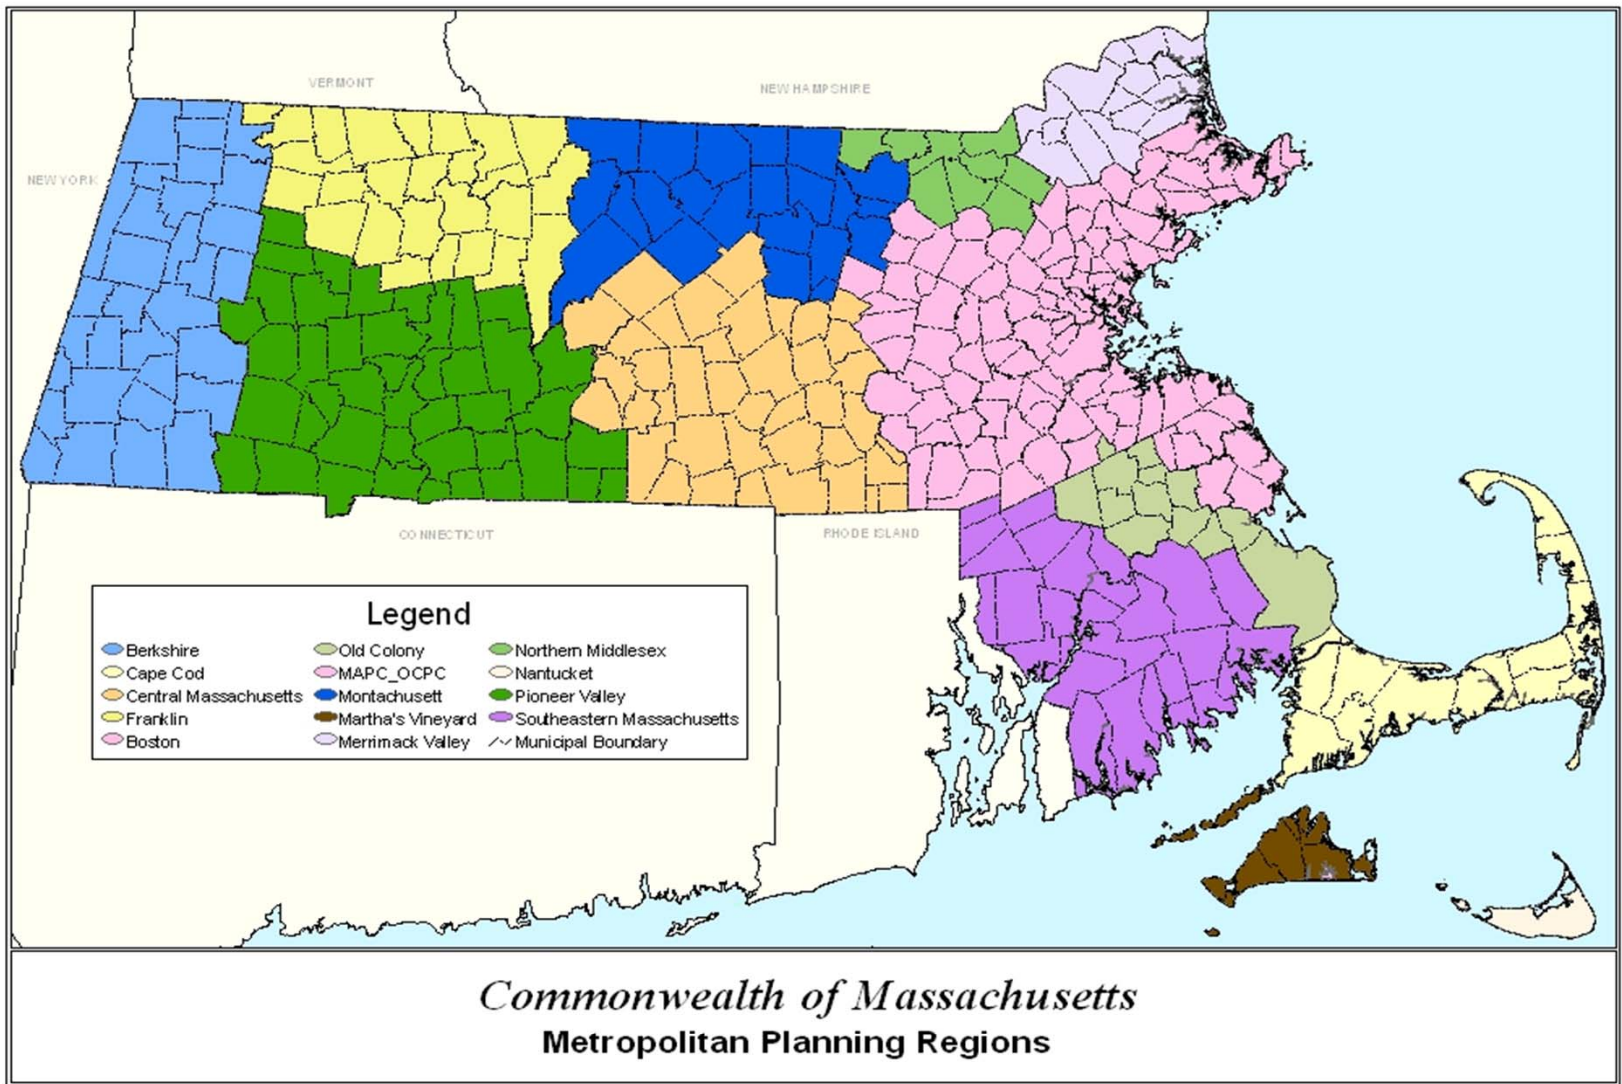 VERMONT
NEW HAMPSHIRE
NEW YORK
CONNECTICUT
RHODE ISLAND
Legend
Berkshire
Cape Cod
Central Massachusetts
Franklin
Boston
Old Colony
MAPC_OCPC
Montachusett
Martha's Vineyard
Merrimack Valley
Northern Middlesex
Nantucket
Pioneer Valley
Southeastern Massachusetts
Municipal Boundary
Commonwealth of Massachusetts
Metropolitan Planning Regions